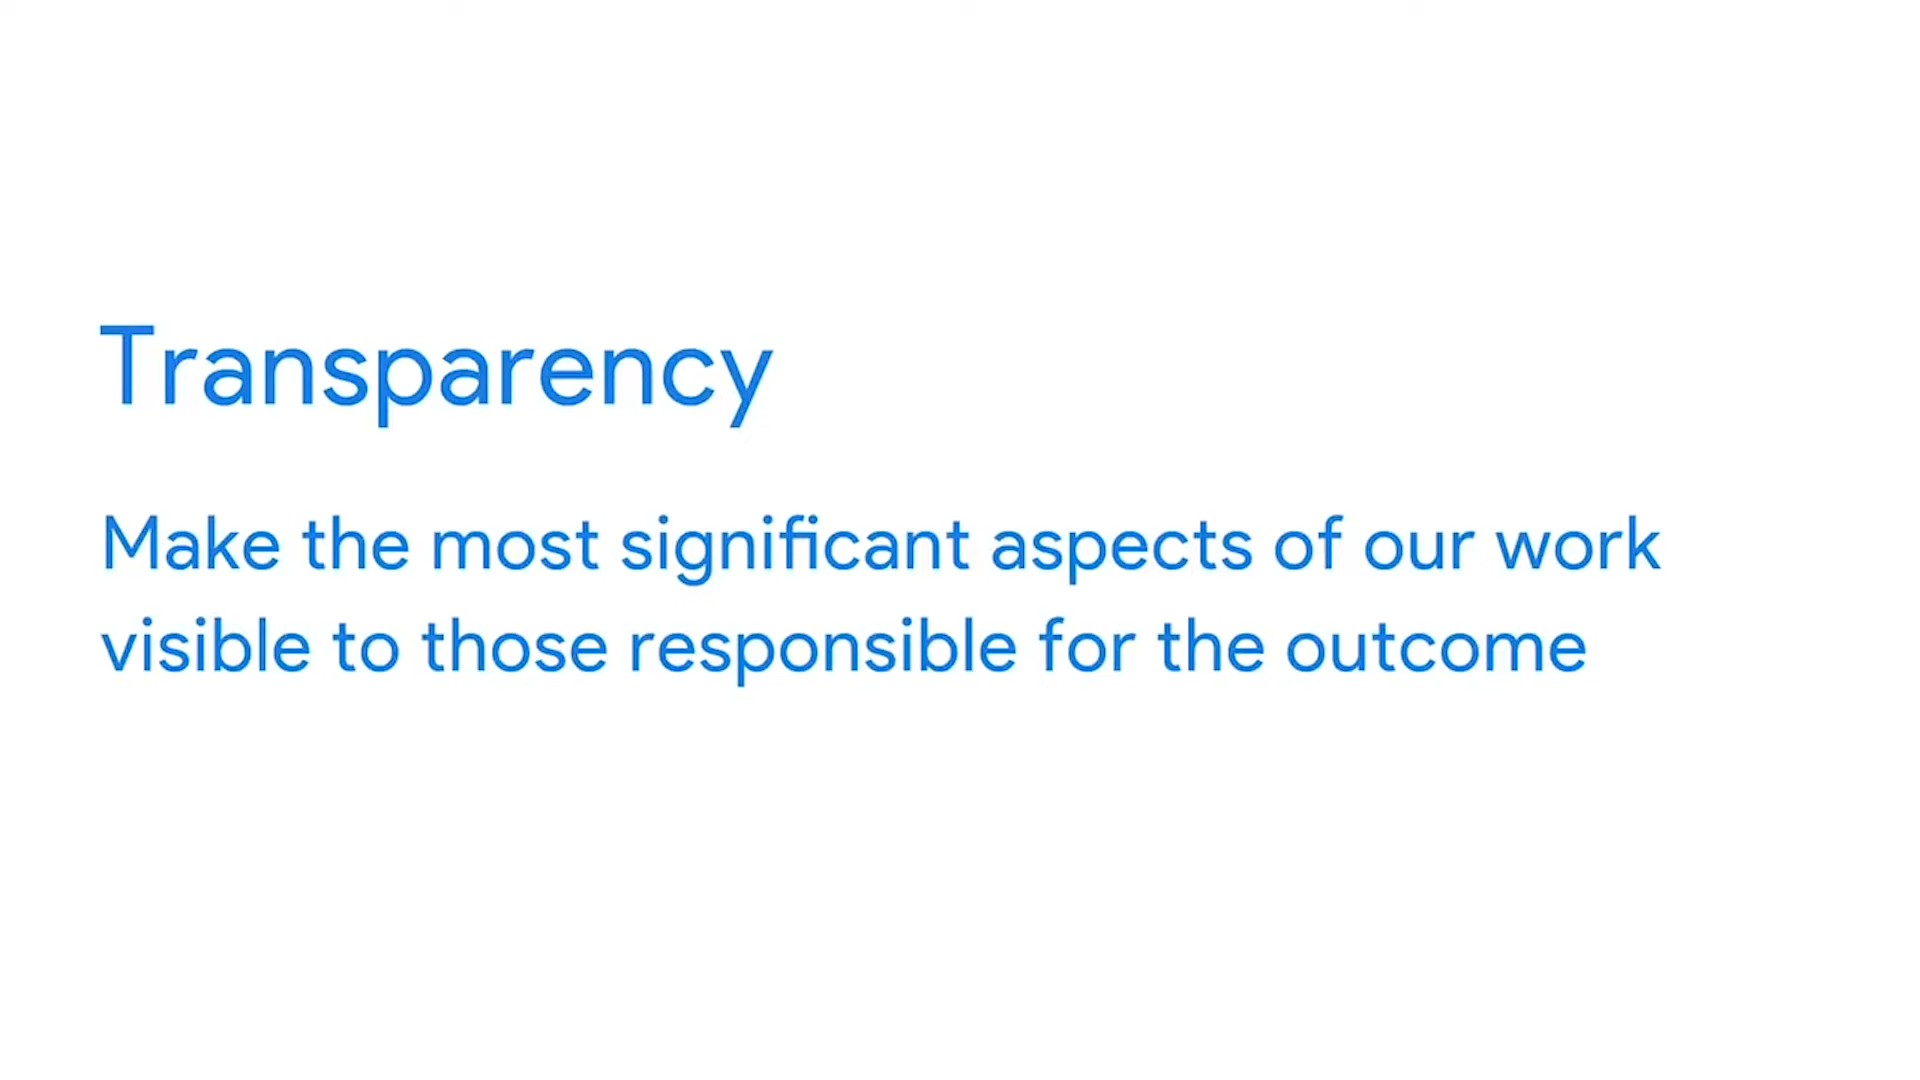 Transparency
Make the most significant aspects of our work
visible to those responsible for the outcome